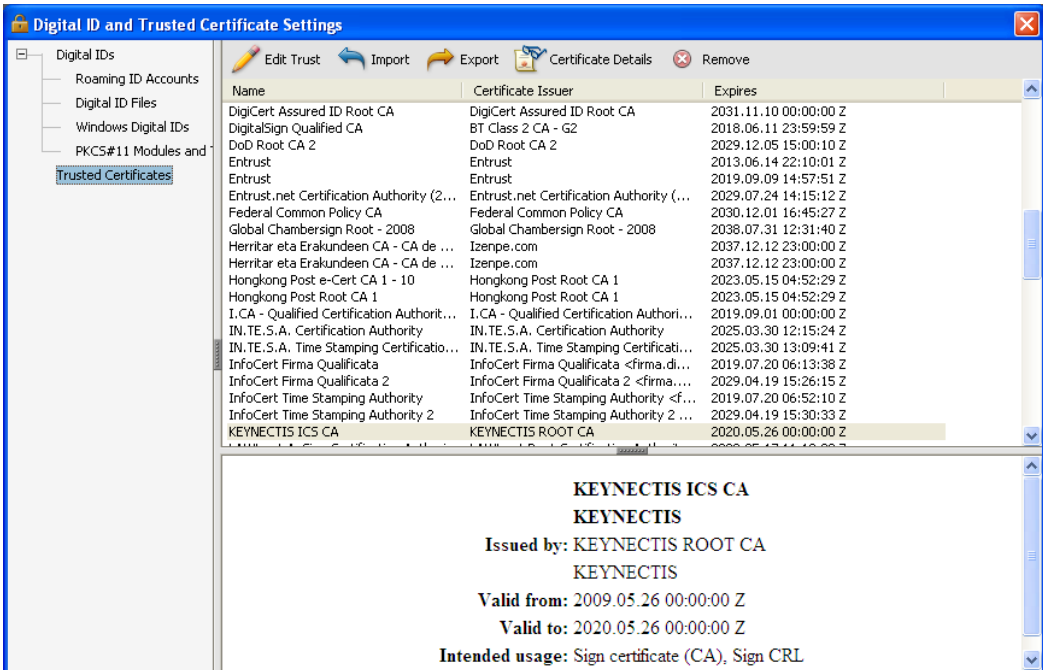 Digital ID and Trusted Certificate Settings
Digital IDs
Roaming ID Accounts
Digital ID Files
Windows Digital IDs
PKCS#11 Modules and
Trusted Certificates
Edit Trust Import Export Certificate Details Remove
Name Certificate Issuer Expires
DigiCert Assured ID Root CA DigiCert Assured ID Root CA 2031.11.10 00:00:00 Z
DigitalSign Qualified CA BT Class 2 CA - G2 2018.06.11 23:59:59 Z
DoD Root CA 2 DoD Root CA 2 2029.12.05 15:00:10 Z
Entrust Entrust 2013.06.14 22:10:01 Z
Entrust Entrust 2019.09.09 14:57:51 Z
Entrust.net Certification Authority (2... Entrust.net Certification Authority (... 2029.07.24 14:15:12 Z
Federal Common Policy CA Federal Common Policy CA 2030.12.01 16:45:27 Z
Global Chambersign Root - 2008 Global Chambersign Root - 2008 2038.07.31 12:31:40 Z
Herritar eta Erakundeen CA - CA de ... Izenpe.com 2037.12.12 23:00:00 Z
Herritar eta Erakundeen CA - CA de ... Izenpe.com 2037.12.12 23:00:00 Z
Hongkong Post e-Cert CA 1 - 10 Hongkong Post Root CA 1 2023.05.15 04:52:29 Z
Hongkong Post Root CA 1 Hongkong Post Root CA 1 2023.05.15 04:52:29 Z
I.CA - Qualified Certification Authorit... I.CA - Qualified Certification Authori... 2019.09.01 00:00:00 Z
IN.TE.S.A. Certification Authority IN.TE.S.A. Certification Authority 2025.03.30 12:15:24 Z
IN.TE.S.A. Time Stamping Certificatio... IN.TE.S.A. Time Stamping Certificati... 2025.03.30 13:09:41 Z
InfoCert Firma Qualificata InfoCert Firma Qualificata <firma.di... 2019.07.20 06:13:38 Z
InfoCert Firma Qualificata 2 InfoCert Firma Qualificata 2 <firma.... 2029.04.19 15:26:15 Z
InfoCert Time Stamping Authority InfoCert Time Stamping Authority <f... 2019.07.20 06:52:10 Z
InfoCert Time Stamping Authority 2 InfoCert Time Stamping Authority 2 ... 2029.04.19 15:30:33 Z
KEYNECTIS ICS CA KEYNECTIS ROOT CA 2020.05.26 00:00:00 Z
KEYNECTIS ICS CA
KEYNECTIS
Issued by: KEYNECTIS ROOT CA
KEYNECTIS
Valid from: 2009.05.26 00:00:00 Z
Valid to: 2020.05.26 00:00:00 Z
Intended usage: Sign certificate (CA), Sign CRL